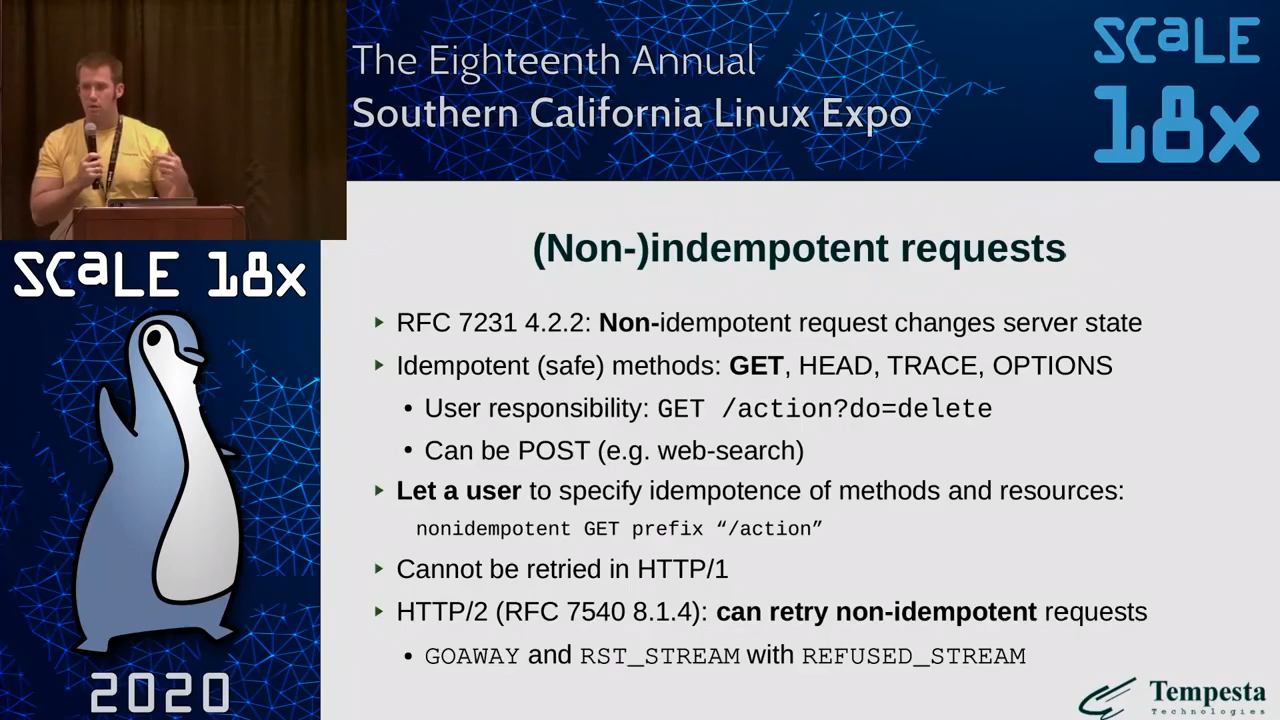 The Eighteenth Annual
Southern California Linux Expo
SCaLE
18x
SCaLE 18x
2020
(Non-)indempotent requests
RFC 7231 4.2.2: Non-idempotent request changes server state
Idempotent (safe) methods: GET, HEAD, TRACE, OPTIONS
User responsibility: GET /action?do=delete
Can be POST (e.g. web-search)
Let a user to specify idempotence of methods and resources:
nonidempotent GET prefix “/action”
Cannot be retried in HTTP/1
HTTP/2 (RFC 7540 8.1.4): can retry non-idempotent requests
GOAWAY and RST_STREAM with REFUSED_STREAM
Tempesta
Technologies